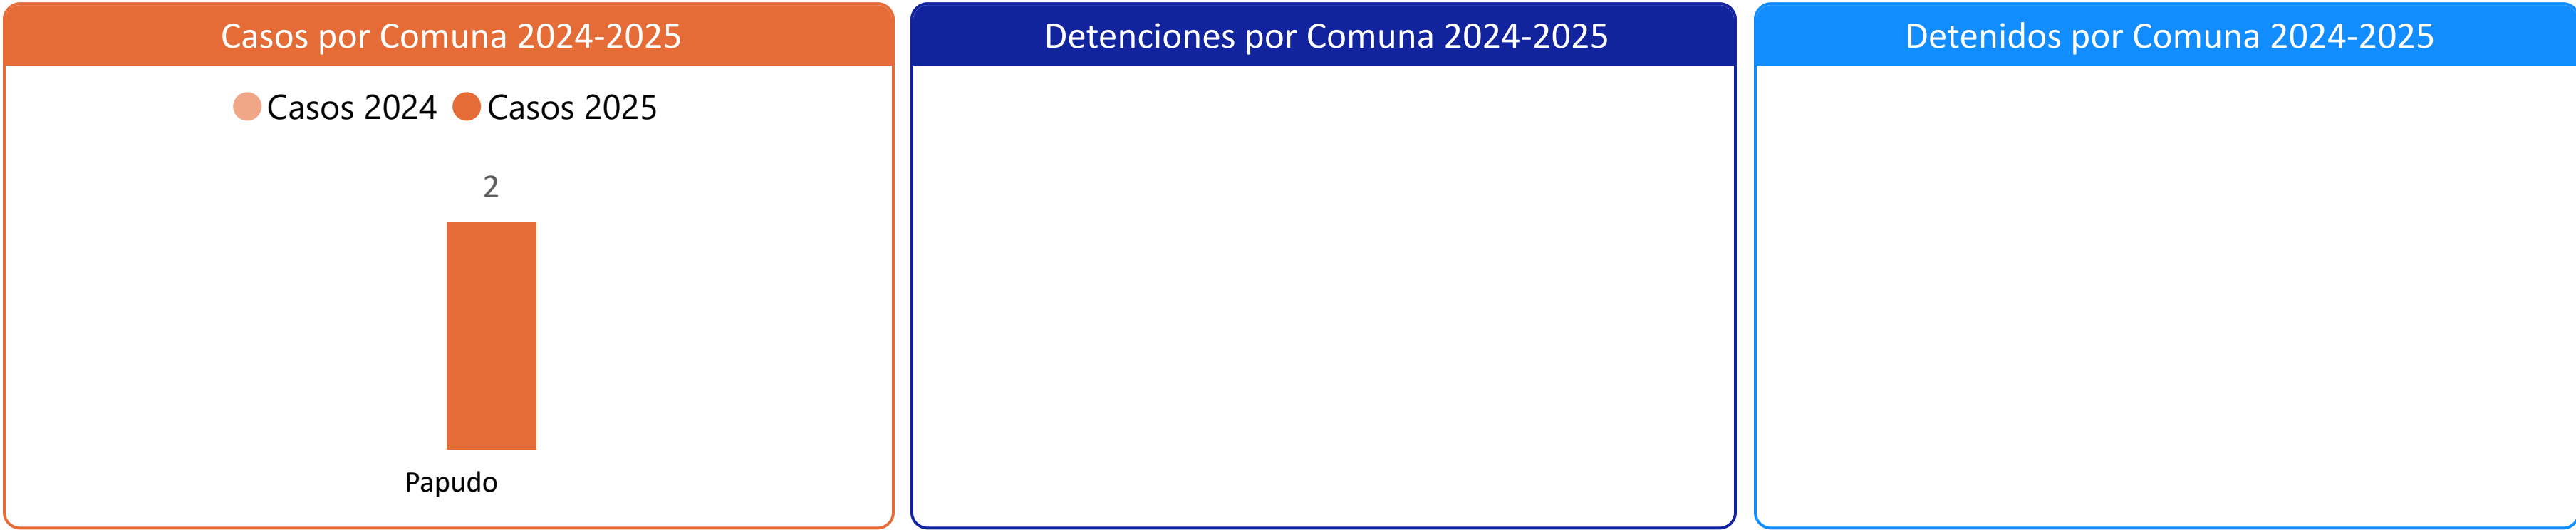 Casos por Comuna 2024-2025
Casos 2024 Casos 2025
2
Papudo
Detenciones por Comuna 2024-2025
Detenidos por Comuna 2024-2025